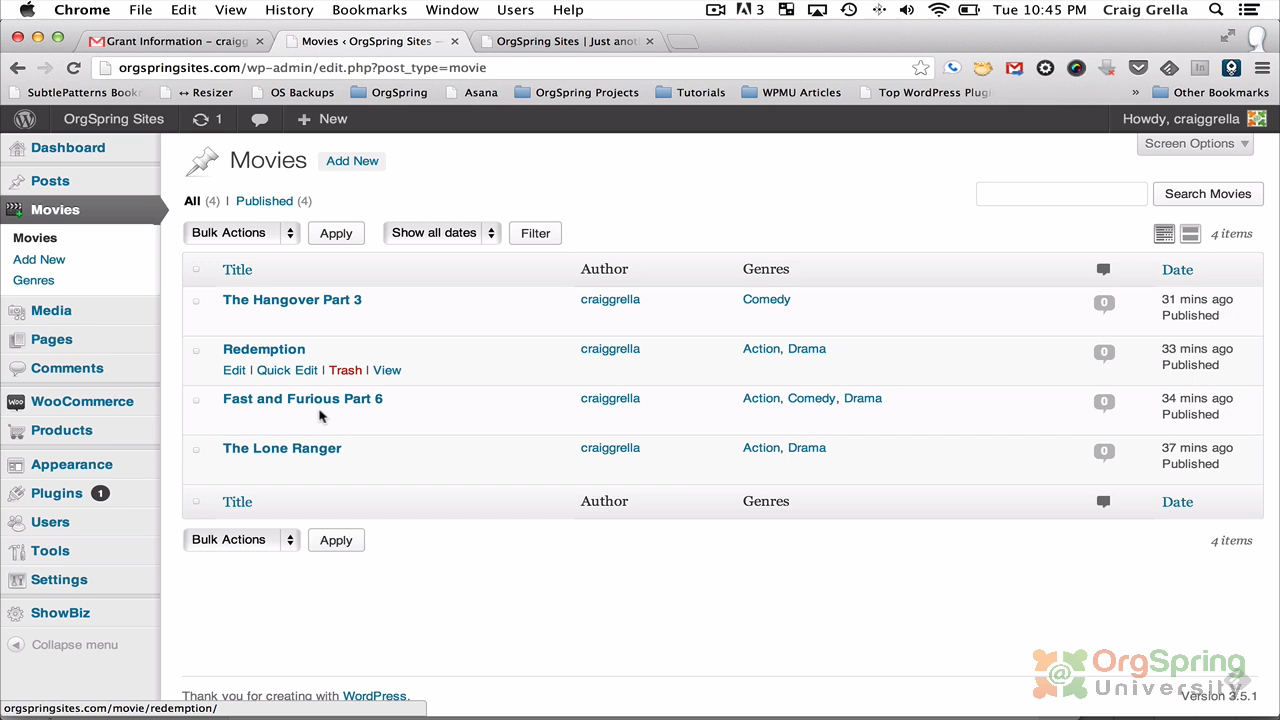 Chrome File Edit View History Bookmarks Window Users Help 3 Tue 10:45 PM Craig Grella
Grant Information – craigg Movies ‹ OrgSpring Sites — OrgSpring Sites | Just anot
orgspringsites.com/wp-admin/edit.php?post_type=movie
SubtlePatterns Bookm Resizer OS Backups OrgSpring Asana OrgSpring Projects Tutorials WPMU Articles Top WordPress Plugi » Other Bookmarks
OrgSpring Sites 1 + New Howdy, craiggrella
Dashboard
Posts
Movies
Movies
Add New
Genres
Media
Pages
Comments
WooCommerce
Products
Appearance
Plugins 1
Users
Tools
Settings
ShowBiz
Collapse menu
Screen Options
Movies Add New
All (4) | Published (4)
Search Movies
Bulk Actions Apply Show all dates Filter 4 items
Title Author Genres Date
The Hangover Part 3 craiggrella Comedy 0 31 mins ago
Published
Redemption craiggrella Action, Drama 0 33 mins ago
Edit | Quick Edit | Trash | View Published
Fast and Furious Part 6 craiggrella Action, Comedy, Drama 0 34 mins ago
Published
The Lone Ranger craiggrella Action, Drama 0 37 mins ago
Published
Title Author Genres Date
Bulk Actions Apply 4 items
OrgSpring
University
Thank you for creating with WordPress. Version 3.5.1
orgspringsites.com/movie/redemption/